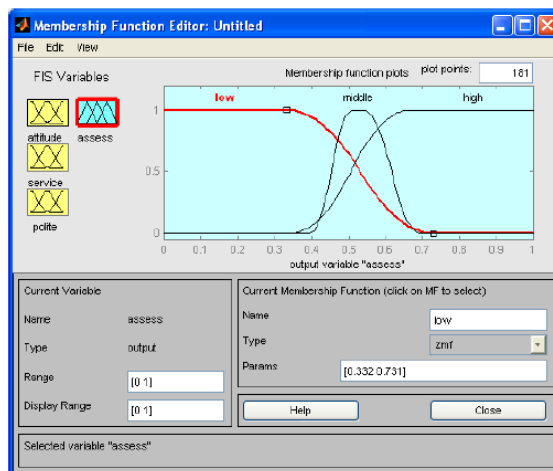 Membership Function Editor: Untitled
File Edit View
FIS Variables
Membership function plots plot points: 181
low middle high
attitude assess
service
pclite
1
0.5
0
0 0.1 0.2 0.3 0.4 0.5 0.6 0.7 0.8 0.9 1
output variable "assess"
Current Variable
Name assess
Type output
Range [0 1]
Display Range [0 1]
Current Membership Function (click on MF to select)
Name low
Type zmf
Params [0.332 0.731]
Help Close
Selected variable "assess"